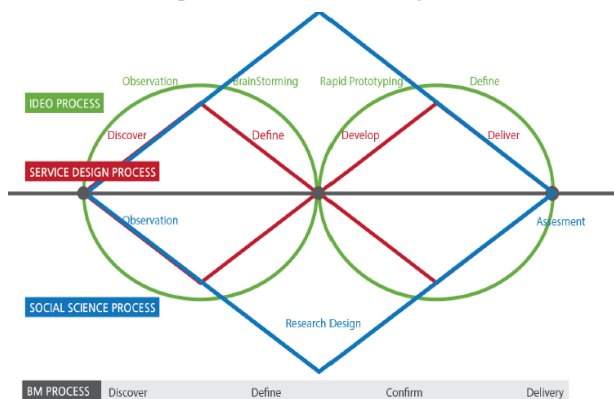 Observation
BrainStorming
Rapid Prototyping
Define
IDEO PROCESS
Discover
Define
Develop
Deliver
SERVICE DESIGN PROCESS
Observation
Assesment
SOCIAL SCIENCE PROCESS
Research Design
BM PROCESS
Discover
Define
Confirm
Delivery